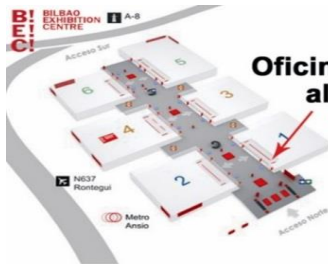 B! BILBAO
E! EXHIBITION
C! CENTRE
i A-8
Acceso Sur
5
Oficin
al
6
3
4
1
N637
Rontegui
2
Metro
Ansio
Acceso Norte